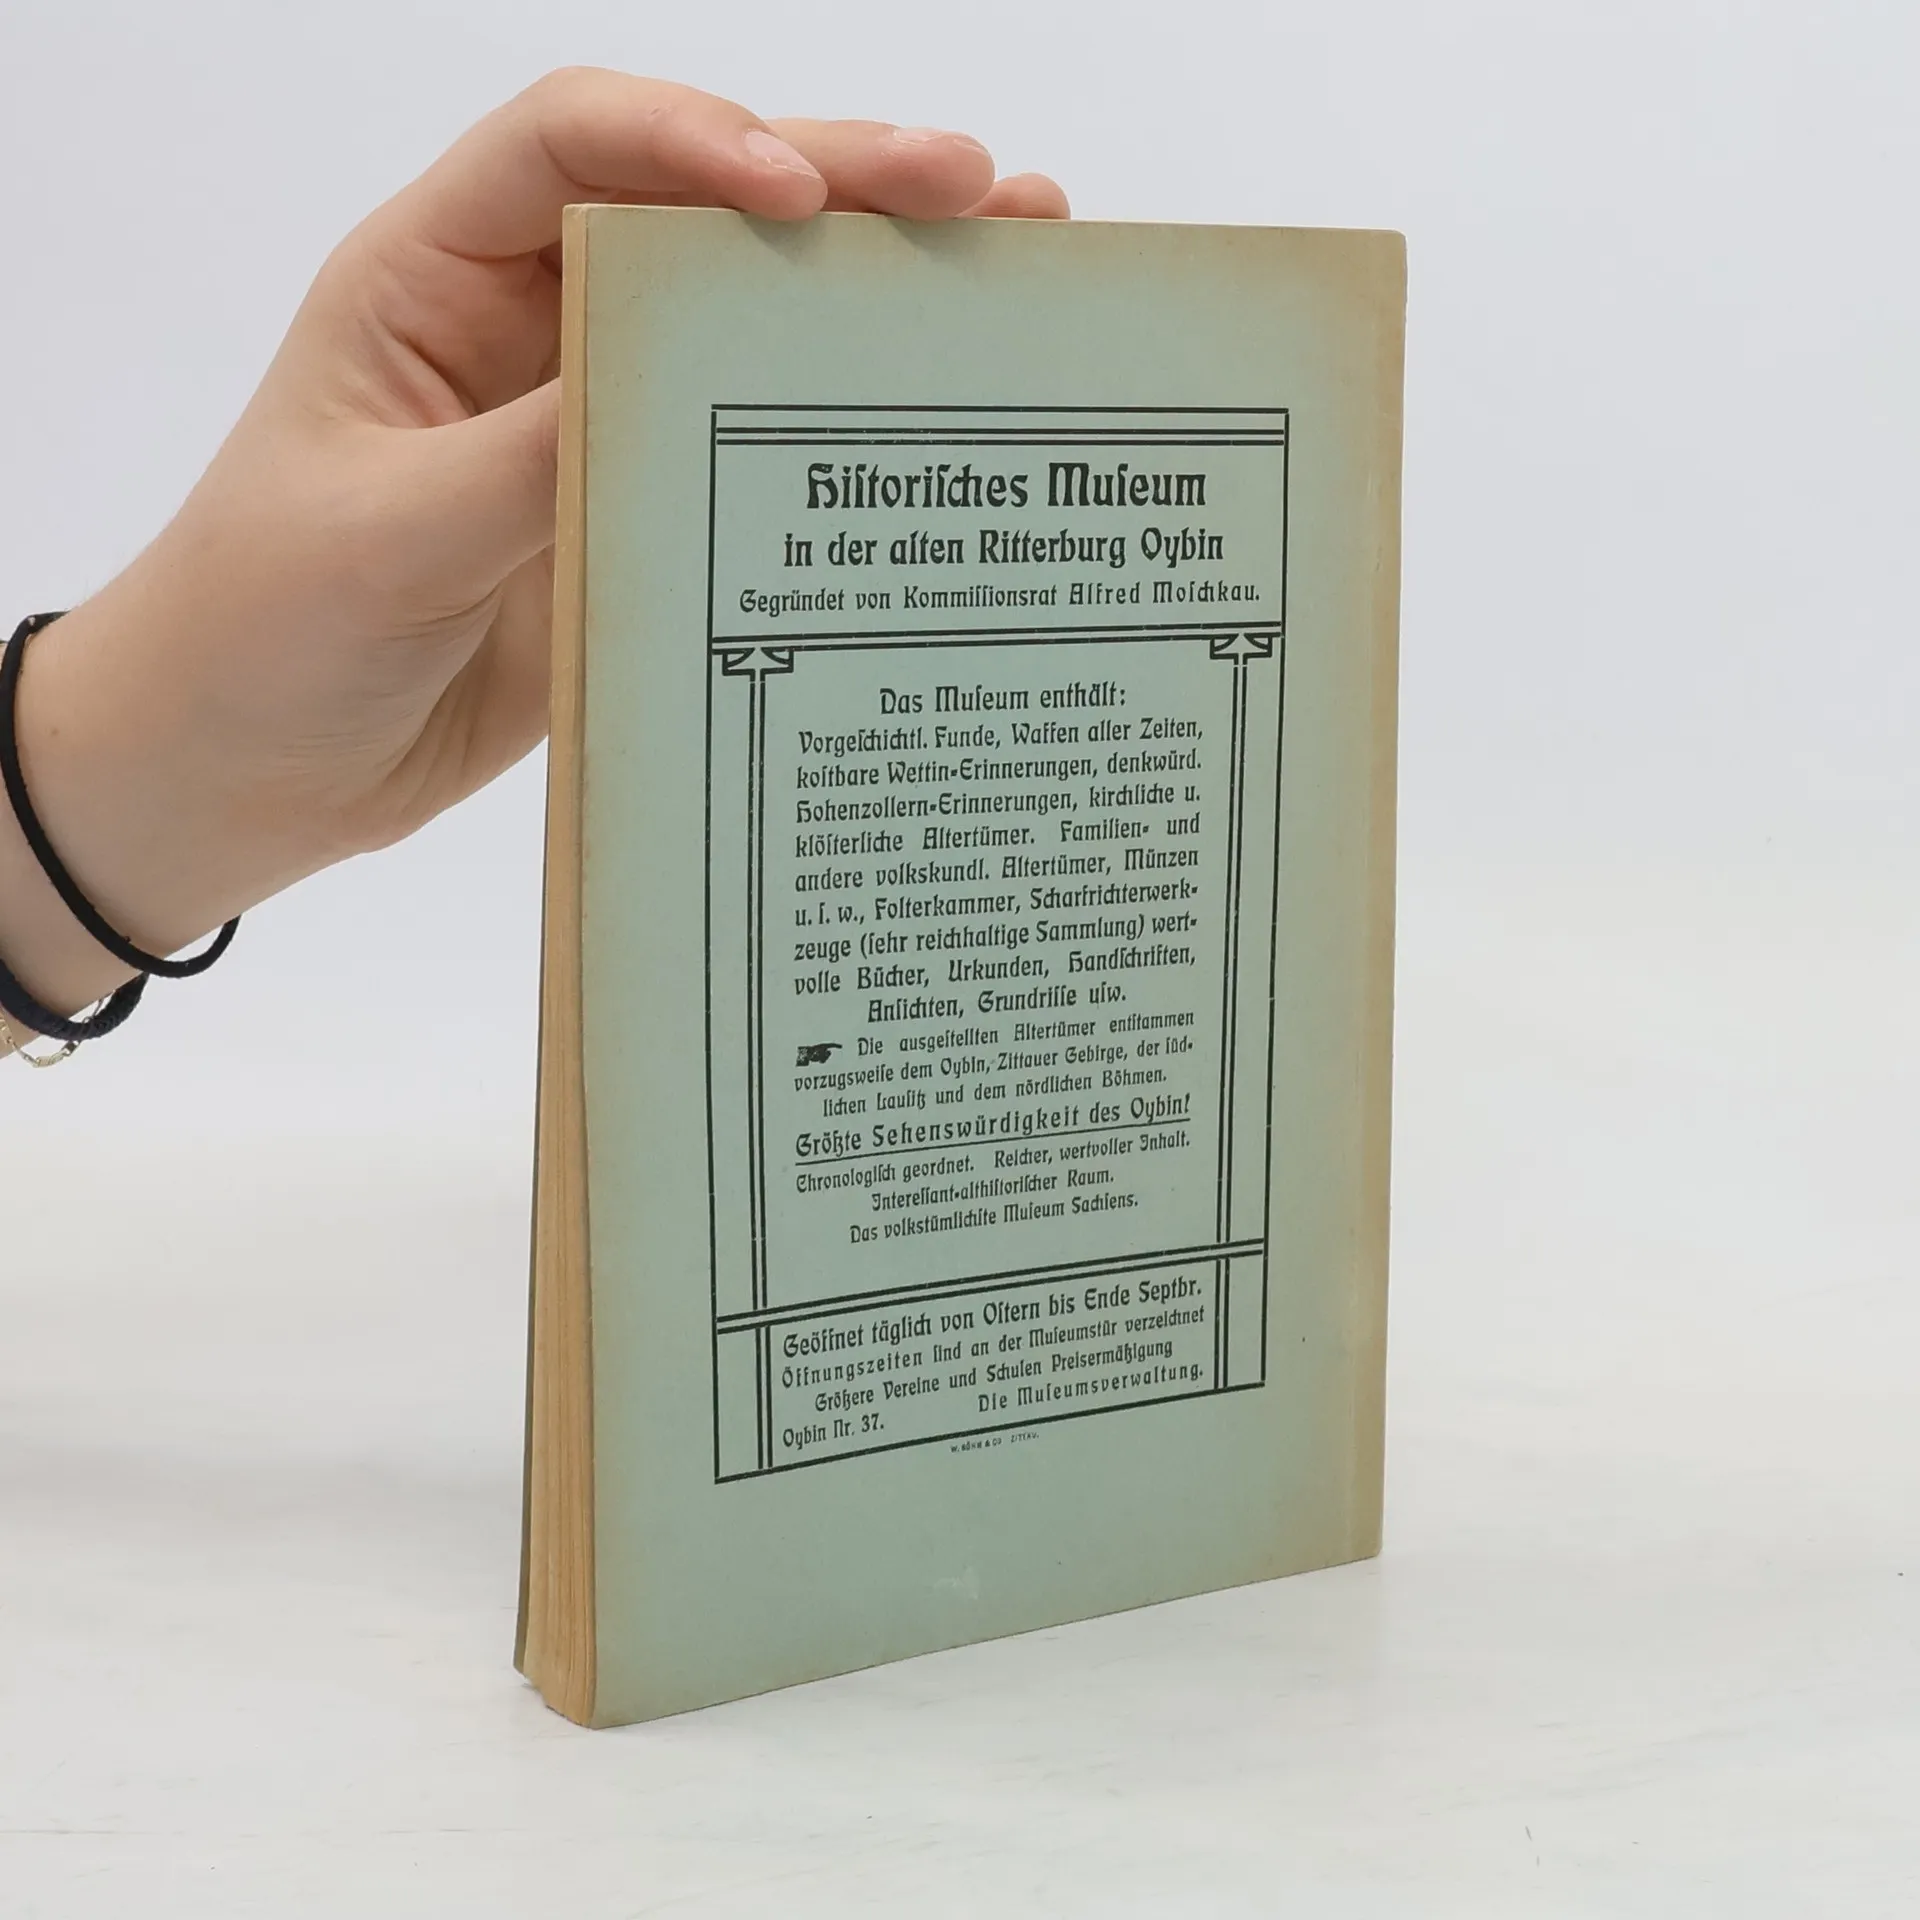 Hiſtoriſches Muſeum
in der alten Ritterburg Oybin
Gegründet von Kommiſſionsrat Alfred Moſchkau.
Das Muſeum enthält:
Vorgeſchichtl. Funde, Waffen aller Zeiten,
koſtbare Wettin-Erinnerungen, denkwürd.
Hohenzollern-Erinnerungen, kirchliche u.
klöſterliche Altertümer. Familien- und
andere volkskundl. Altertümer, Münzen
u. ſ. w., Folterkammer, Scharfrichterwerk-
zeuge (ſehr reichhaltige Sammlung) wert-
volle Bücher, Urkunden, Handſchriften,
Anſichten, Grundriſſe uſw.
☛ Die ausgeſtellten Altertümer entſtammen
vorzugsweiſe dem Oybin, Zittauer Gebirge, der ſüd-
lichen Lauſitz und dem nördlichen Böhmen.
Größte Sehenswürdigkeit des Oybin!
Chronologiſch geordnet. Reicher, wertvoller Inhalt.
Intereſſant-althiſtoriſcher Raum.
Das volkstümlichſte Muſeum Sachſens.
Geöffnet täglich von Oſtern bis Ende Septbr.
Öffnungszeiten ſind an der Muſeumstür verzeichnet
Größere Vereine und Schulen Preisermäßigung
Oybin Nr. 37. Die Muſeumsverwaltung.
W. BÖHM & CO ZITTAU.